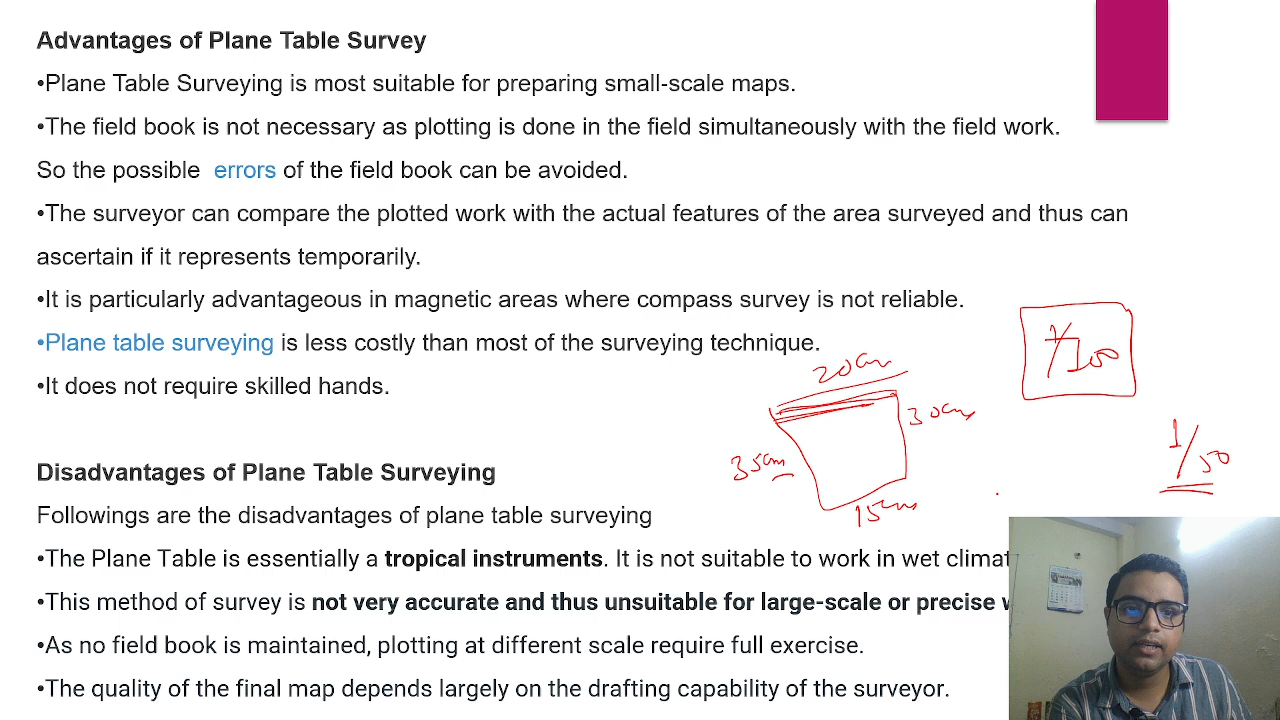 Advantages of Plane Table Survey
•Plane Table Surveying is most suitable for preparing small-scale maps.
•The field book is not necessary as plotting is done in the field simultaneously with the field work.
So the possible errors of the field book can be avoided.
•The surveyor can compare the plotted work with the actual features of the area surveyed and thus can
ascertain if it represents temporarily.
•It is particularly advantageous in magnetic areas where compass survey is not reliable.
•Plane table surveying is less costly than most of the surveying technique.
•It does not require skilled hands.
1/100
20cm
30cm
35cm
15cm
1/50
Disadvantages of Plane Table Surveying
Followings are the disadvantages of plane table surveying
•The Plane Table is essentially a tropical instruments. It is not suitable to work in wet climat
•This method of survey is not very accurate and thus unsuitable for large-scale or precise
•As no field book is maintained, plotting at different scale require full exercise.
•The quality of the final map depends largely on the drafting capability of the surveyor.